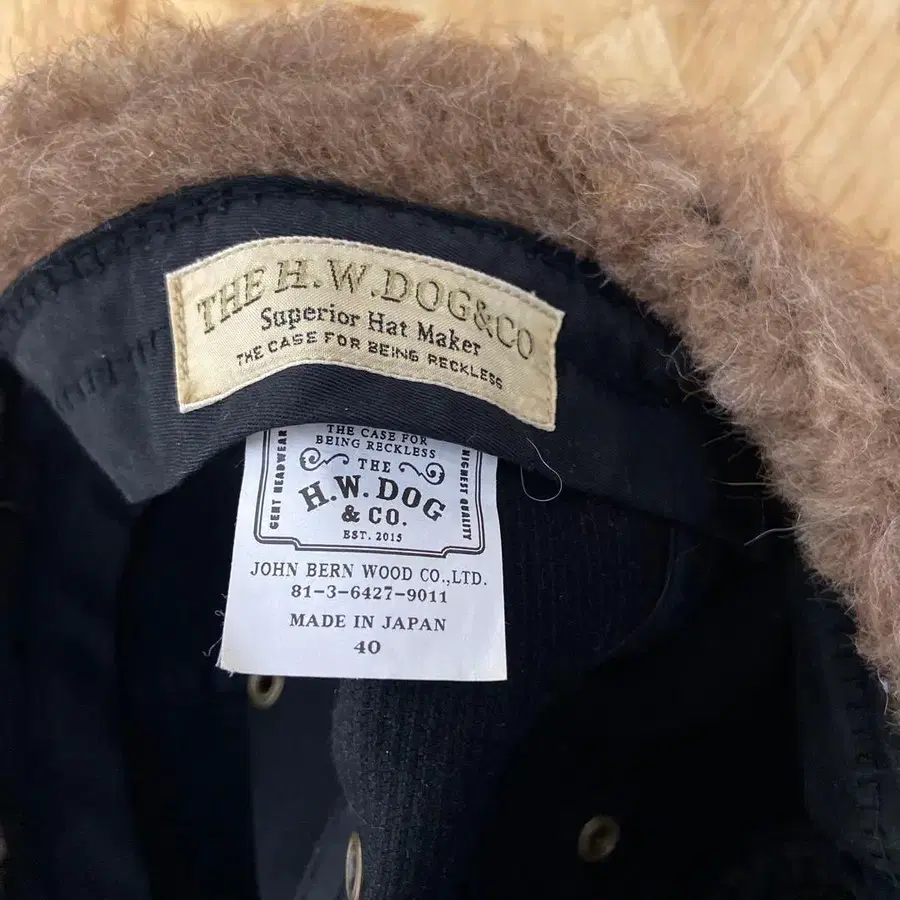 THE H.W.DOG&CO
Superior Hat Maker
THE CASE FOR BEING RECKLESS
THE CASE FOR
BEING RECKLESS
GENT HEADWEAR
HIGHEST QUALITY
THE
H.W. DOG
& CO.
EST. 2015
JOHN BERN WOOD CO.,LTD.
81-3-6427-9011
MADE IN JAPAN
40